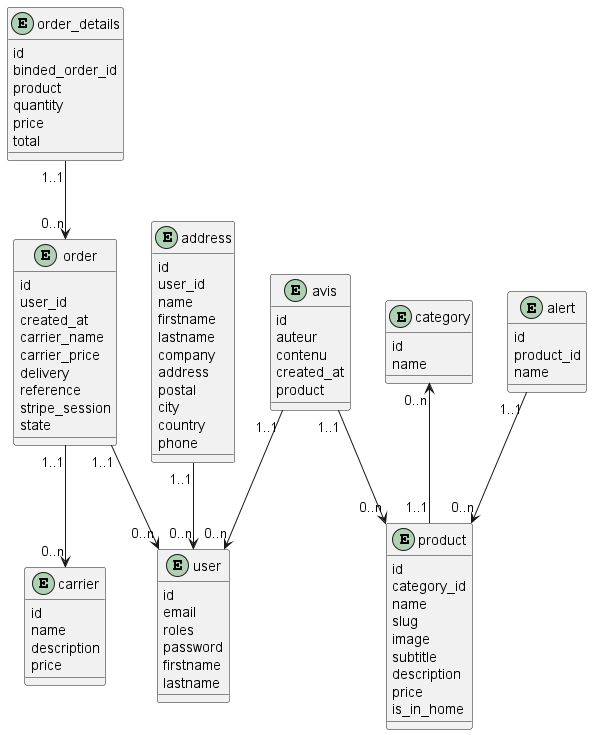 E order_details
id
binded_order_id
product
quantity
price
total
1..1
0..n
E order
id
user_id
created_at
carrier_name
carrier_price
delivery
reference
stripe_session
state
1..1
1..1
0..n
0..n
E address
id
user_id
name
firstname
lastname
company
address
postal
city
country
phone
1..1
0..n
E avis
id
auteur
contenu
created_at
product
1..1
1..1
0..n
0..n
E category
id
name
0..n
1..1
E alert
id
product_id
name
1..1
0..n
E carrier
id
name
description
price
E user
id
email
roles
password
firstname
lastname
E product
id
category_id
name
slug
image
subtitle
description
price
is_in_home